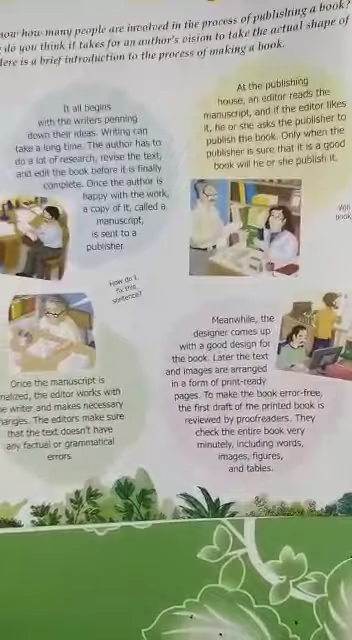 now how many people are involved in the process of publishing a book?
do you think it takes for an author's vision to take the actual shape of
Here is a brief introduction to the process of making a book.
It all begins
with the writers penning
down their ideas. Writing can
take a long time. The author has to
do a lot of research, revise the text,
and edit the book before it is finally
complete. Once the author is
happy with the work,
a copy of it, called a
manuscript,
is sent to a
publisher.
At the publishing
house, an editor reads the
manuscript, and if the editor likes
it, he or she asks the publisher to
publish the book. Only when the
publisher is sure that it is a good
book will he or she publish it.
How do I
fix this
sentence?
Once the manuscript is
nalized, the editor works with
e writer and makes necessary
hanges. The editors make sure
that the text doesn't have
any factual or grammatical
errors.
Meanwhile, the
designer comes up
with a good design for
the book. Later the text
and images are arranged
in a form of print-ready
pages. To make the book error-free,
the first draft of the printed book is
reviewed by proofreaders. They
check the entire book very
minutely, including words,
images, figures,
and tables.